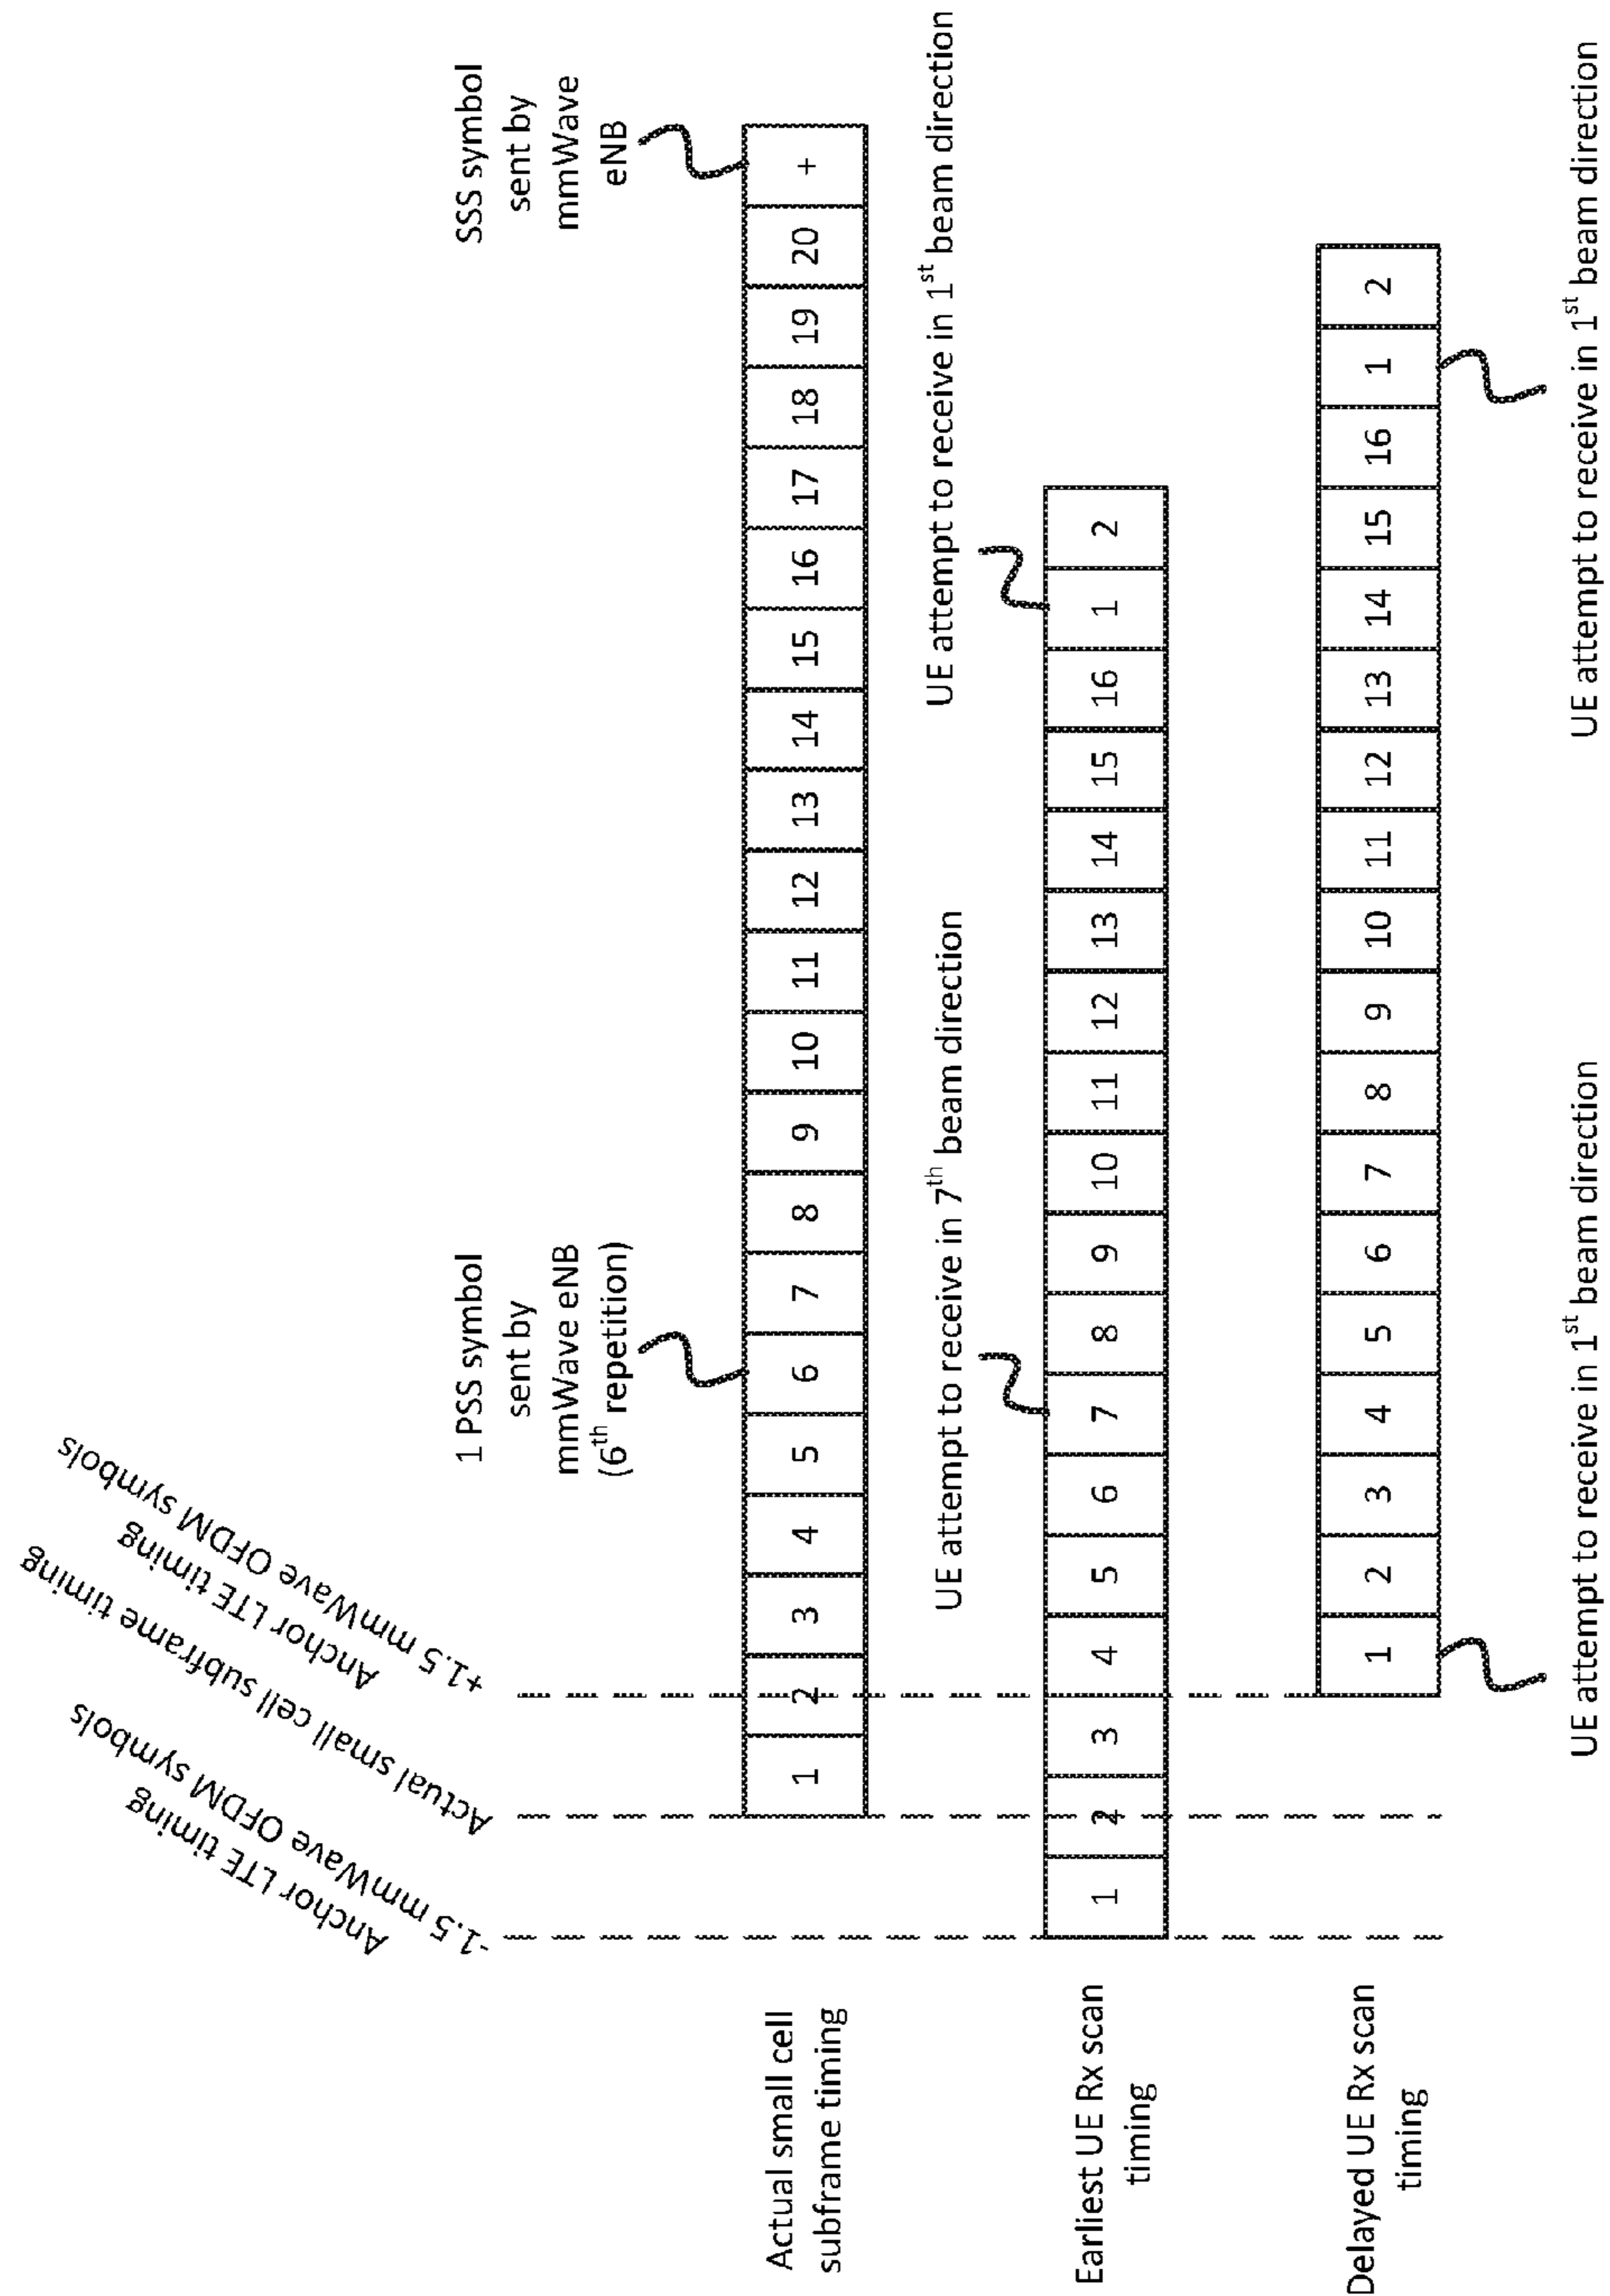 Anchor LTE timing
-1.5 mmWave OFDM symbols
Actual small cell subframe timing
Anchor LTE timing
+1.5 mmWave OFDM symbols
1 PSS symbol
sent by
mmWave eNB
(6th repetition)
SSS symbol
sent by
mmWave
eNB
Actual small cell
subframe timing
1 2 3 4 5 6 7 8 9 10 11 12 13 14 15 16 17 18 19 20 +
UE attempt to receive in 7th beam direction
UE attempt to receive in 1st beam direction
Earliest UE Rx scan
timing
1 2 3 4 5 6 7 8 9 10 11 12 13 14 15 16 1 2
Delayed UE Rx scan
timing
1 2 3 4 5 6 7 8 9 10 11 12 13 14 15 16 1 2
UE attempt to receive in 1st beam direction
UE attempt to receive in 1st beam direction